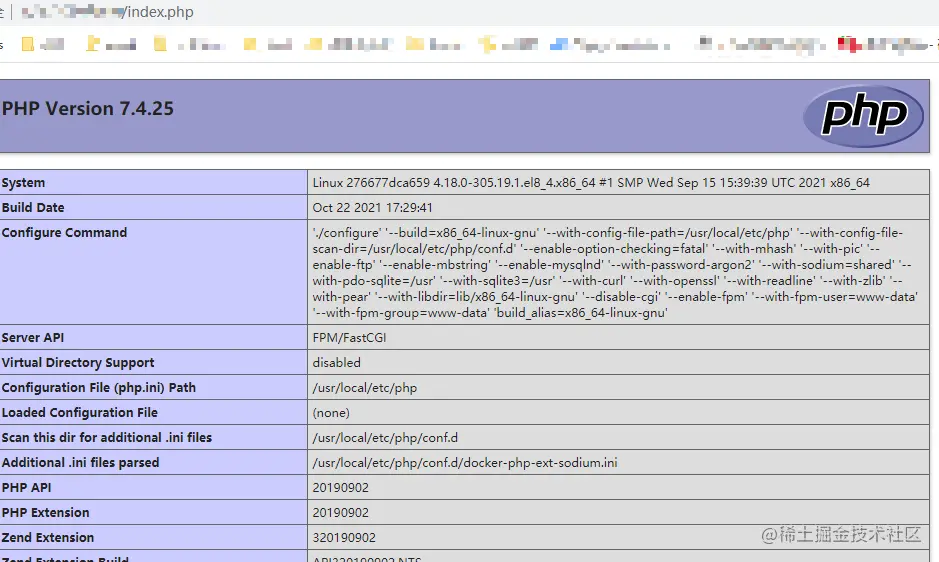 /index.php
PHP Version 7.4.25
php
System
Linux 276677dca659 4.18.0-305.19.1.el8_4.x86_64 #1 SMP Wed Sep 15 15:39:39 UTC 2021 x86_64
Build Date
Oct 22 2021 17:29:41
Configure Command
'./configure' '--build=x86_64-linux-gnu' '--with-config-file-path=/usr/local/etc/php' '--with-config-file-
scan-dir=/usr/local/etc/php/conf.d' '--enable-option-checking=fatal' '--with-mhash' '--with-pic' '--
enable-ftp' '--enable-mbstring' '--enable-mysqlnd' '--with-password-argon2' '--with-sodium=shared' '--
with-pdo-sqlite=/usr' '--with-sqlite3=/usr' '--with-curl' '--with-openssl' '--with-readline' '--with-zlib' '--
with-pear' '--with-libdir=lib/x86_64-linux-gnu' '--disable-cgi' '--enable-fpm' '--with-fpm-user=www-data'
'--with-fpm-group=www-data' 'build_alias=x86_64-linux-gnu'
Server API
FPM/FastCGI
Virtual Directory Support
disabled
Configuration File (php.ini) Path
/usr/local/etc/php
Loaded Configuration File
(none)
Scan this dir for additional .ini files
/usr/local/etc/php/conf.d
Additional .ini files parsed
/usr/local/etc/php/conf.d/docker-php-ext-sodium.ini
PHP API
20190902
PHP Extension
20190902
Zend Extension
320190902
Zend Extension Build
API320190902,NTS
@稀土掘金技术社区